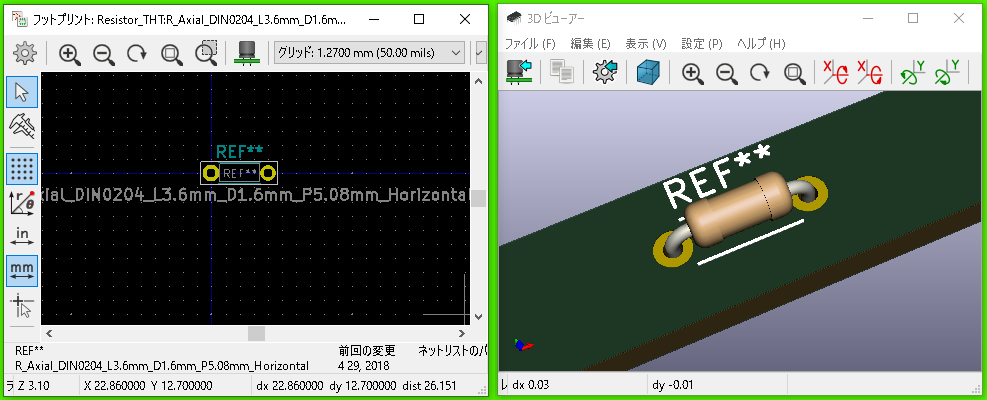 フットプリント: Resistor_THT:R_Axial_DIN0204_L3.6mm_D1.6m...
グリッド: 1.2700 mm (50.00 mils)
REF**
REF**
xial_DIN0204_L3.6mm_D1.6mm_P5.08mm_Horizontal
r
θ
in
mm
REF**
前回の変更
ネットリストのパ
R_Axial_DIN0204_L3.6mm_D1.6mm_P5.08mm_Horizontal
4 29, 2018
ラ Z 3.10
X 22.860000 Y 12.700000
dx 22.860000 dy 12.700000 dist 26.151
3D ビューアー
ファイル (F)
編集 (E)
表示 (V)
設定 (P)
ヘルプ (H)
X
X
Y
Y
REF**
レ dx 0.03
dy -0.01